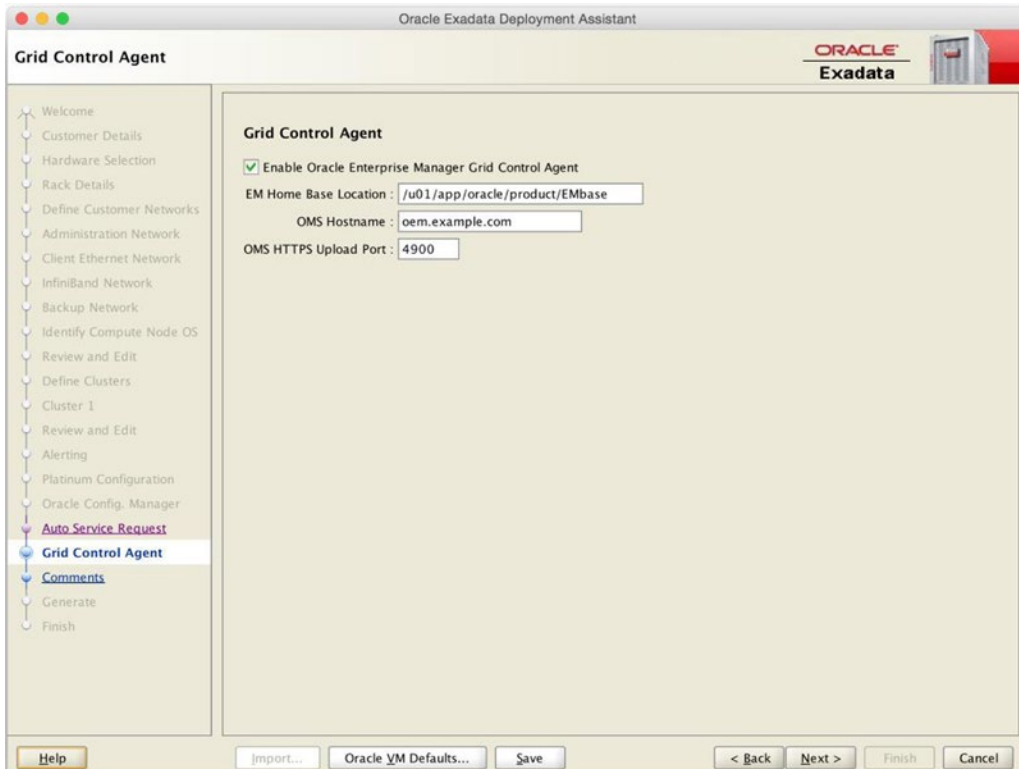 Oracle Exadata Deployment Assistant
Grid Control Agent
ORACLE
Exadata
Welcome
Customer Details
Hardware Selection
Rack Details
Define Customer Networks
Administration Network
Client Ethernet Network
InfiniBand Network
Backup Network
Identify Compute Node OS
Review and Edit
Define Clusters
Cluster 1
Review and Edit
Alerting
Platinum Configuration
Oracle Config. Manager
Auto Service Request
Grid Control Agent
Comments
Generate
Finish
Grid Control Agent
Enable Oracle Enterprise Manager Grid Control Agent
EM Home Base Location : /u01/app/oracle/product/EMbase
OMS Hostname : oem.example.com
OMS HTTPS Upload Port : 4900
Help Import... Oracle VM Defaults... Save < Back Next > Finish Cancel